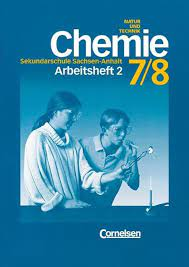 NATUR
UND
TECHNIK
Chemie
Sekundarschule Sachsen-Anhalt
7/8
Arbeitsheft 2
Cornelsen